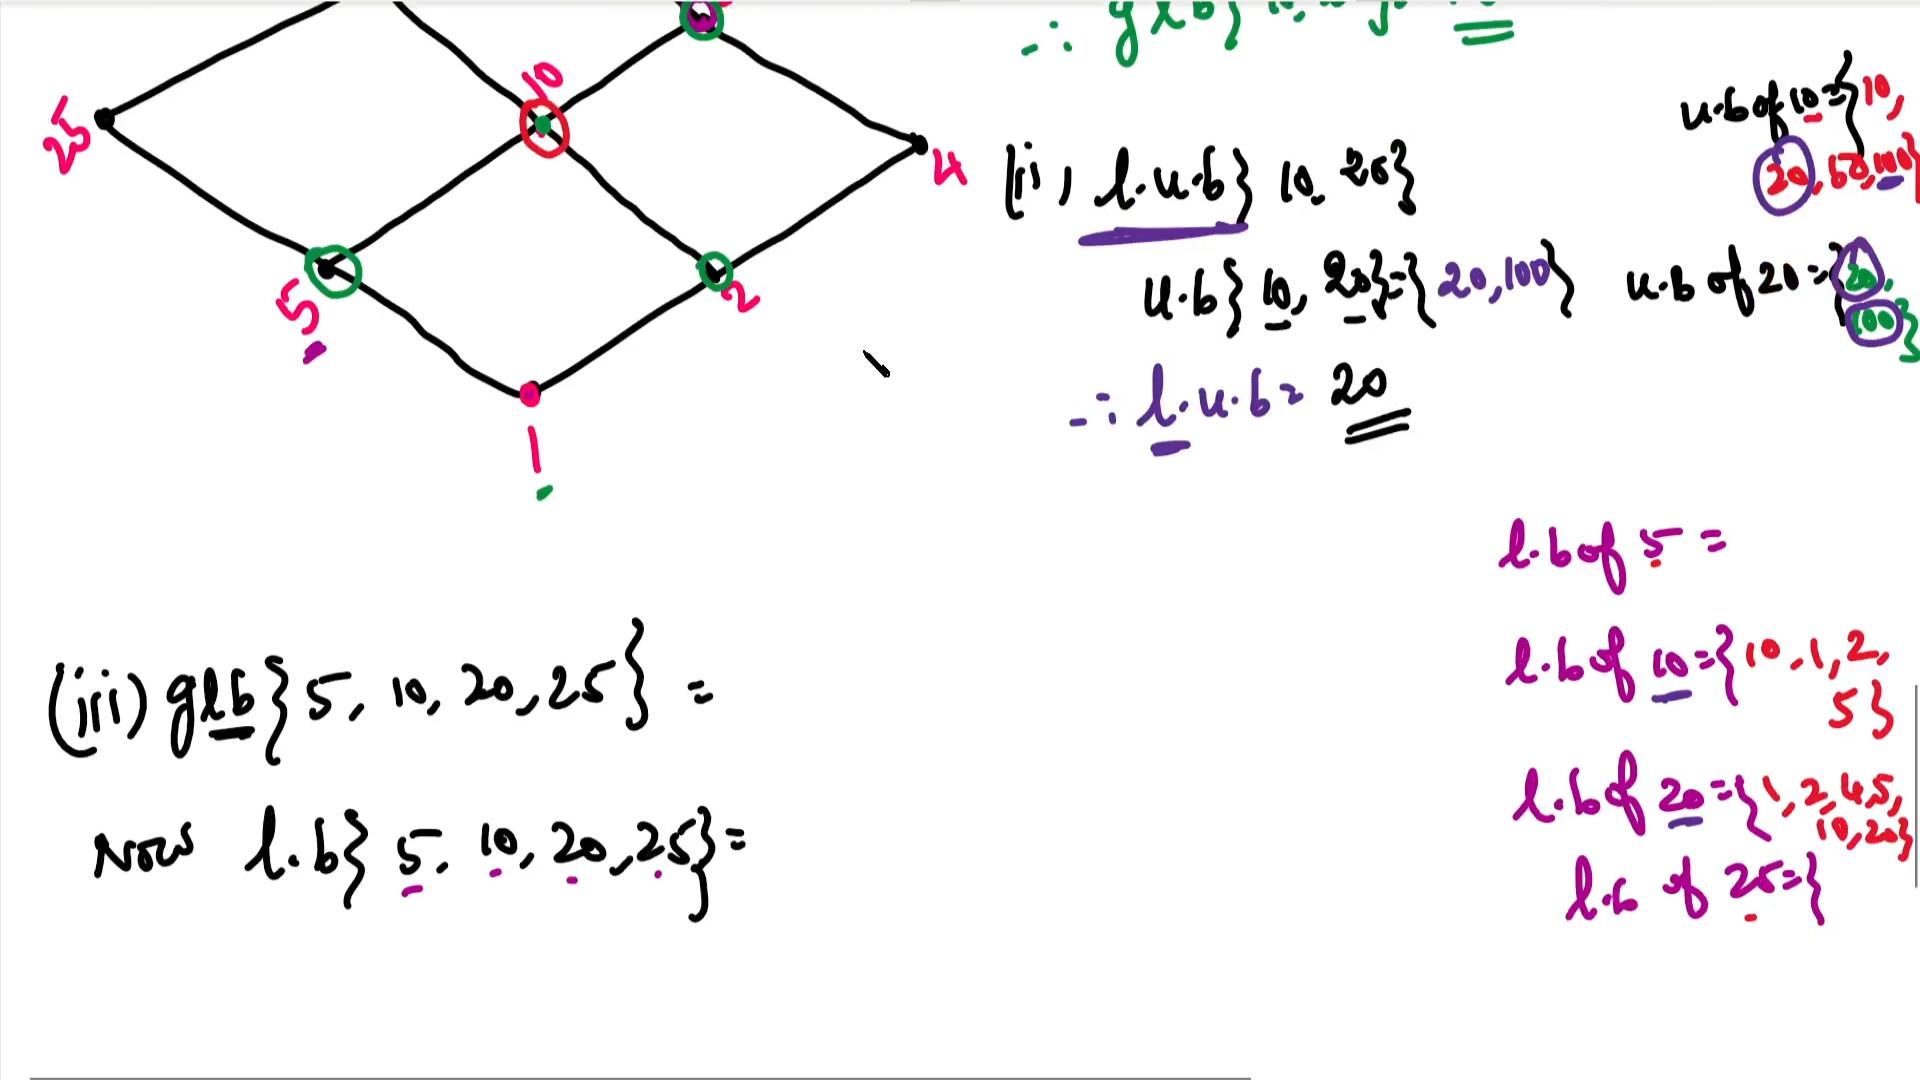 ∴ glb{10,
10
25
4
5
2
1
u.b of 10={10,
20, 50, 100}
(ii) l.u.b} 10, 20}
u.b} 10, 20}={20,100}
u.b of 20={20,
100}
∴ l.u.b = 20
l.b of 5 =
l.b of 10={10,1,2,
5}
l.b of 20={1,2,4,5,
10,20}
l.b of 25={
(iii) glb} 5, 10, 20, 25} =
Now l.b} 5, 10, 20, 25}=